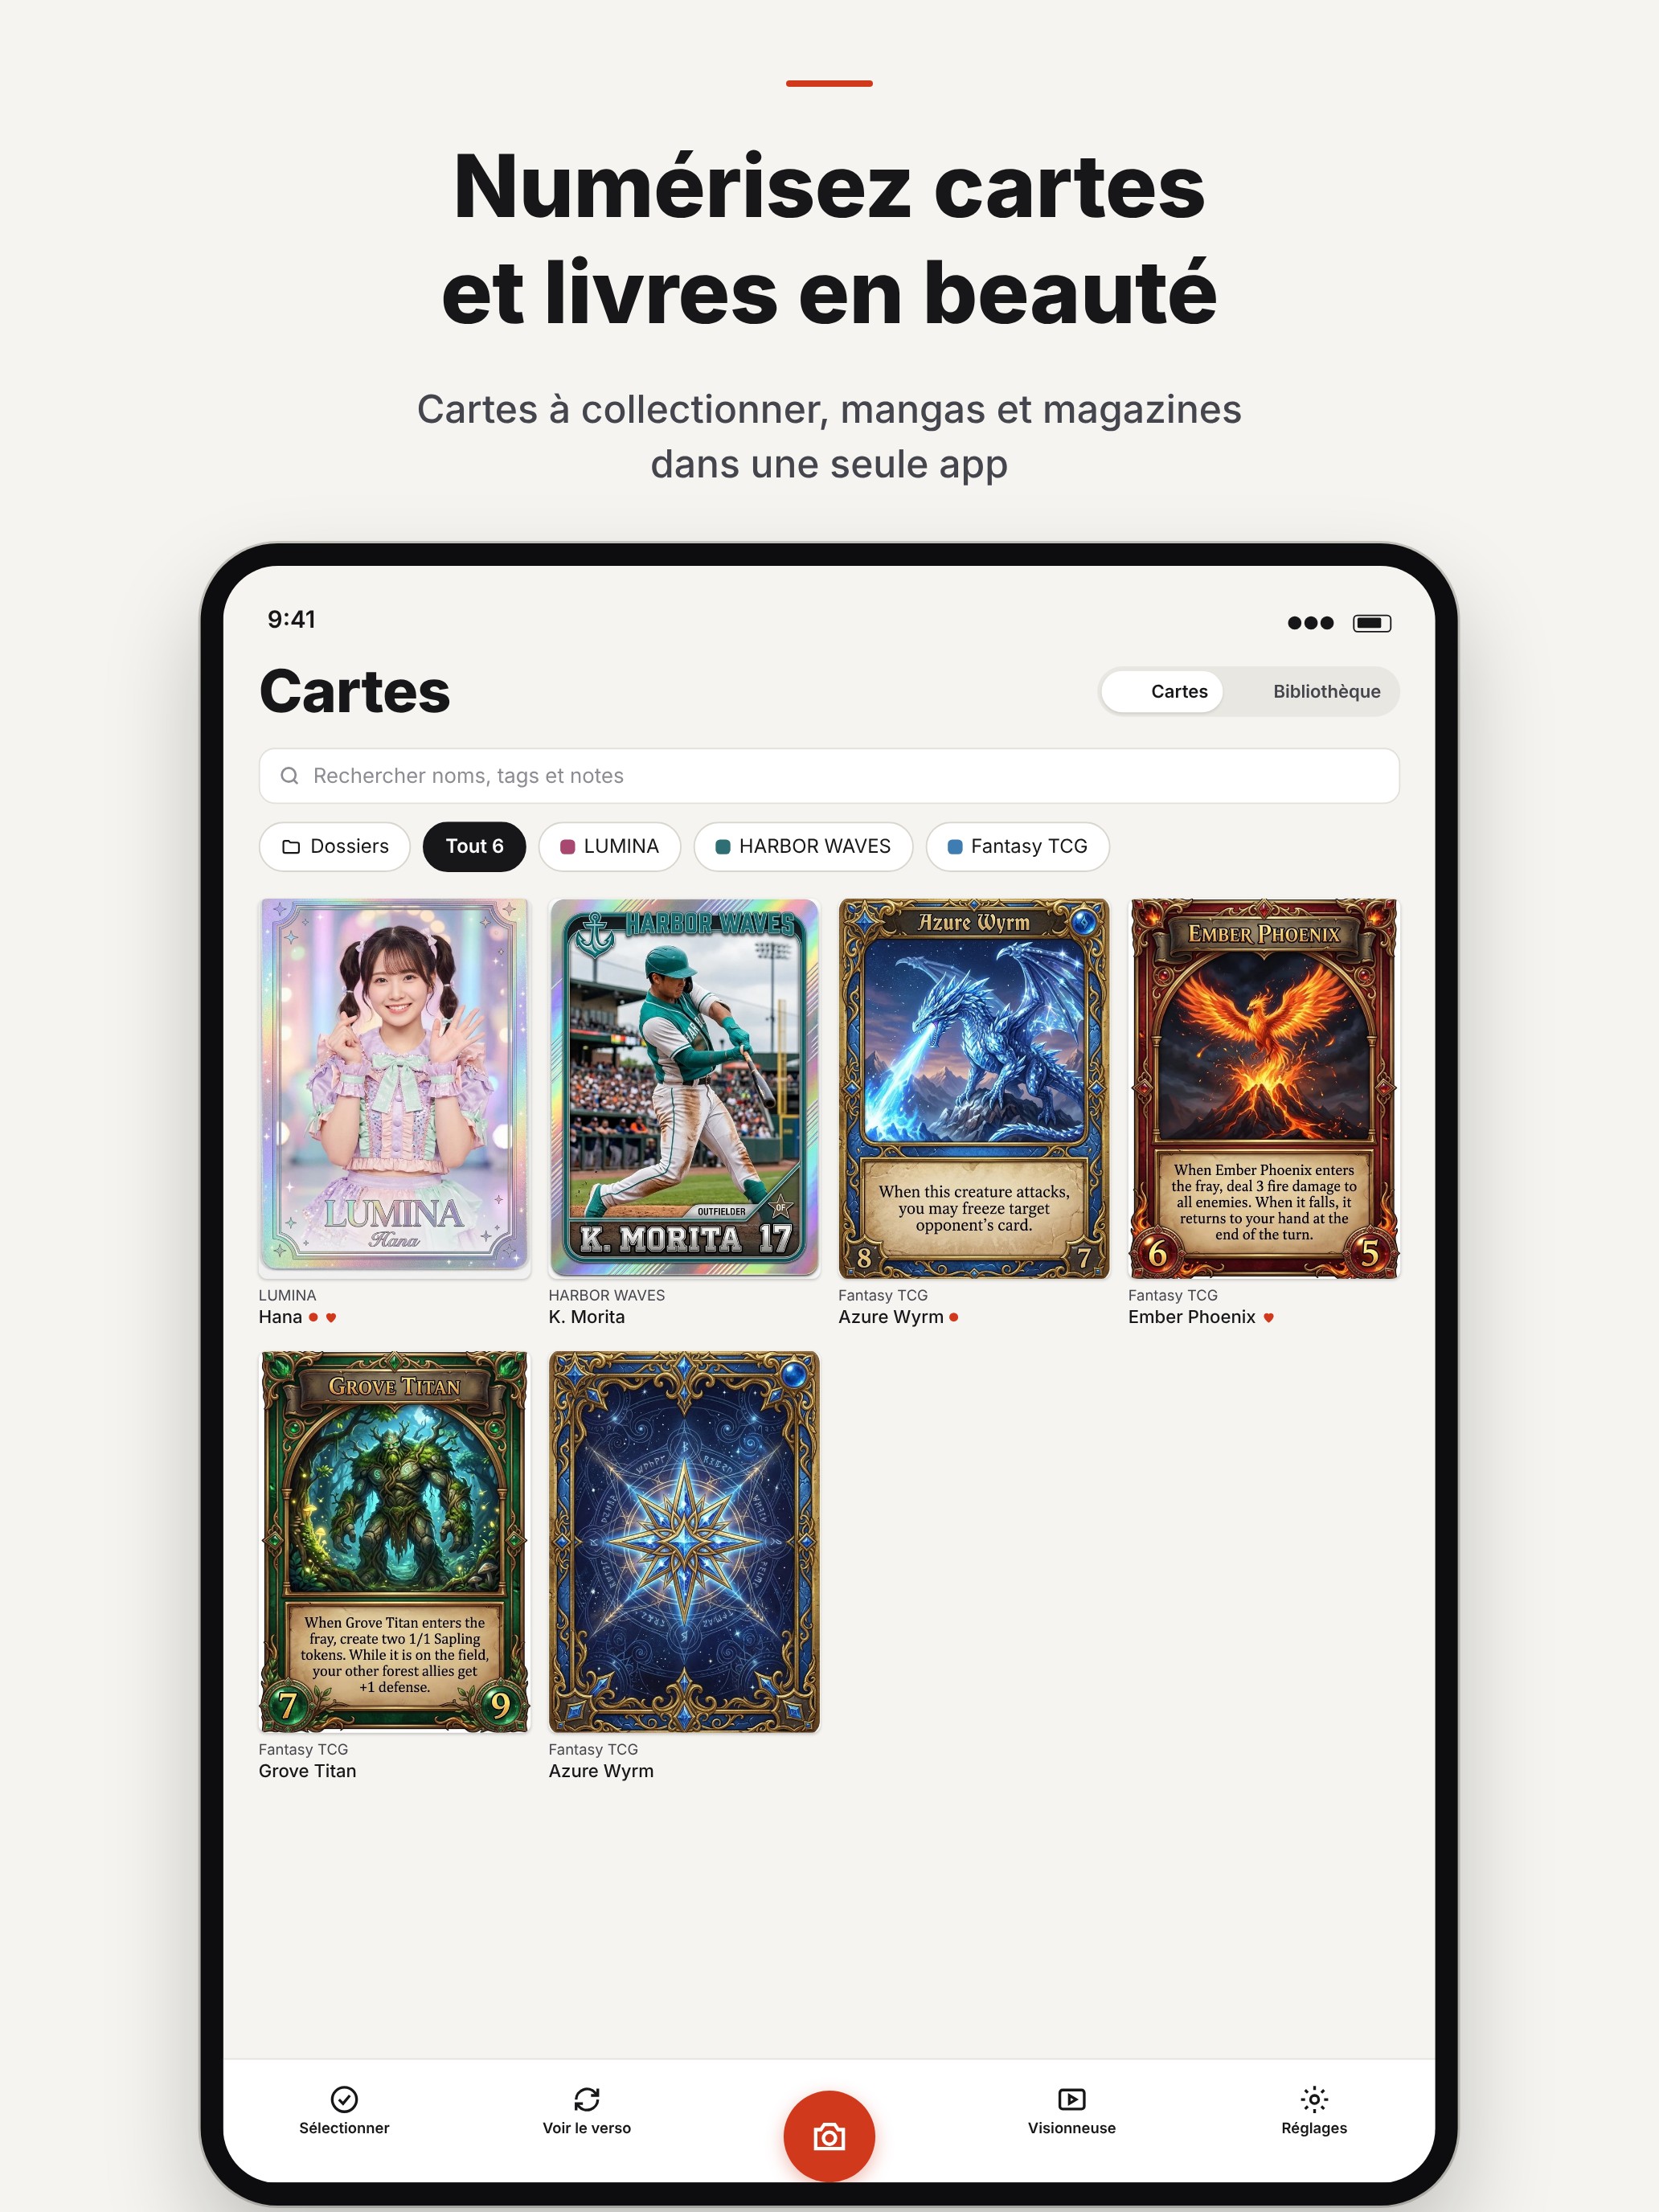 Numérisez cartes
et livres en beauté
Cartes à collectionner, mangas et magazines
dans une seule app
9:41
Cartes
Cartes
Bibliothèque
Rechercher noms, tags et notes
Dossiers
Tout 6
LUMINA
HARBOR WAVES
Fantasy TCG
LUMINA
Hana
HARBOR WAVES
OUTFIELDER
OF
K. MORITA 17
Azure Wyrm
When this creature attacks,
you may freeze target
opponent's card.
8
7
EMBER PHOENIX
When Ember Phoenix enters
the fray, deal 3 fire damage to
all enemies. When it falls, it
returns to your hand at the
end of the turn.
6
5
LUMINA
Hana
HARBOR WAVES
K. Morita
Fantasy TCG
Azure Wyrm
Fantasy TCG
Ember Phoenix
GROVE TITAN
When Grove Titan enters the
fray, create two 1/1 Sapling
tokens. While it is on the field,
your other forest allies get
+1 defense.
7
9
Fantasy TCG
Grove Titan
Fantasy TCG
Azure Wyrm
Sélectionner
Voir le verso
Visionneuse
Réglages